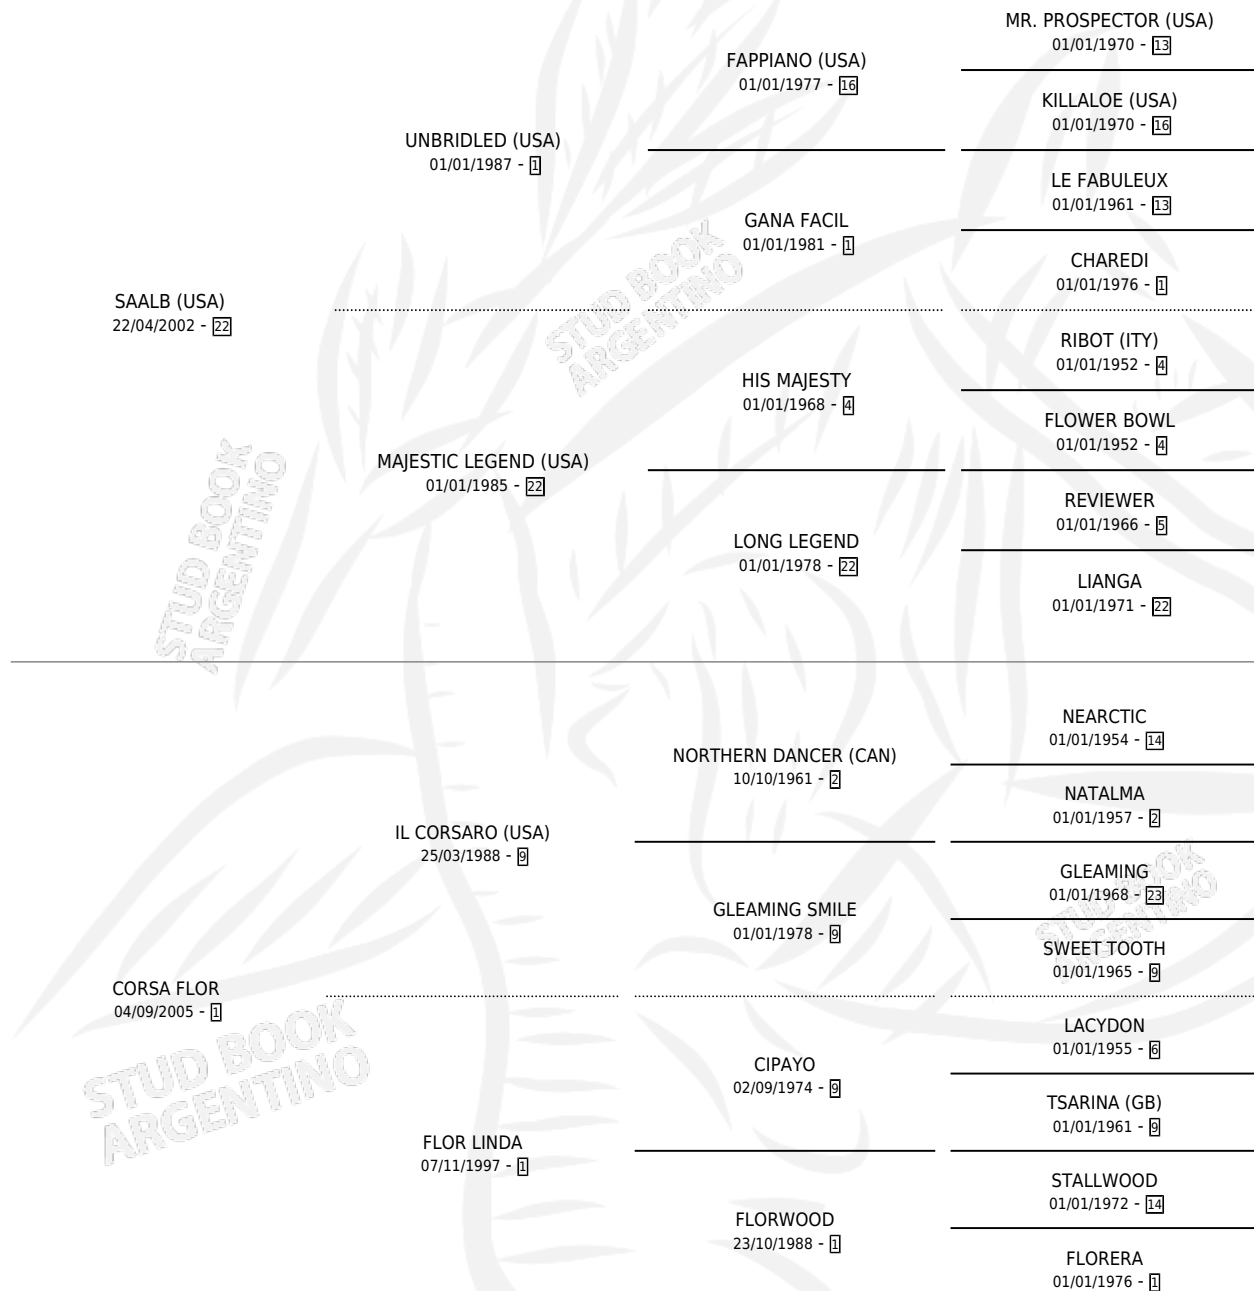 MR. PROSPECTOR (USA)
01/01/1970 - 13
FAPPIANO (USA)
01/01/1977 - 16
KILLALOE (USA)
01/01/1970 - 16
UNBRIDLED (USA)
01/01/1987 - 1
LE FABULEUX
01/01/1961 - 13
GANA FACIL
01/01/1981 - 1
CHAREDI
01/01/1976 - 1
SAALB (USA)
22/04/2002 - 22
STUD BOOK
ARGENTINO
RIBOT (ITY)
01/01/1952 - 4
HIS MAJESTY
01/01/1968 - 4
FLOWER BOWL
01/01/1952 - 4
MAJESTIC LEGEND (USA)
01/01/1985 - 22
REVIEWER
01/01/1966 - 5
LONG LEGEND
01/01/1978 - 22
LIANGA
01/01/1971 - 22
STUD BOOK
ARGENTINO
NEARCTIC
01/01/1954 - 14
NORTHERN DANCER (CAN)
10/10/1961 - 2
NATALMA
01/01/1957 - 2
IL CORSARO (USA)
25/03/1988 - 9
GLEAMING
01/01/1968 - 23
GLEAMING SMILE
01/01/1978 - 9
SWEET TOOTH
01/01/1965 - 9
STUD BOOK
ARGENTINO
CORSA FLOR
04/09/2005 - 1
LACYDON
01/01/1955 - 6
CIPAYO
02/09/1974 - 9
TSARINA (GB)
01/01/1961 - 9
STUD BOOK
ARGENTINO
FLOR LINDA
07/11/1997 - 1
STALLWOOD
01/01/1972 - 14
FLORWOOD
23/10/1988 - 1
FLORERA
01/01/1976 - 1